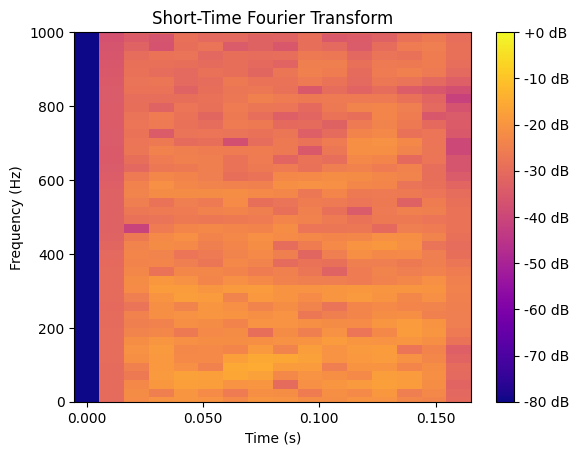 Short-Time Fourier Transform
1000
800
600
400
200
0
Frequency (Hz)
0.000
0.050
0.100
0.150
Time (s)
+0 dB
-10 dB
-20 dB
-30 dB
-40 dB
-50 dB
-60 dB
-70 dB
-80 dB